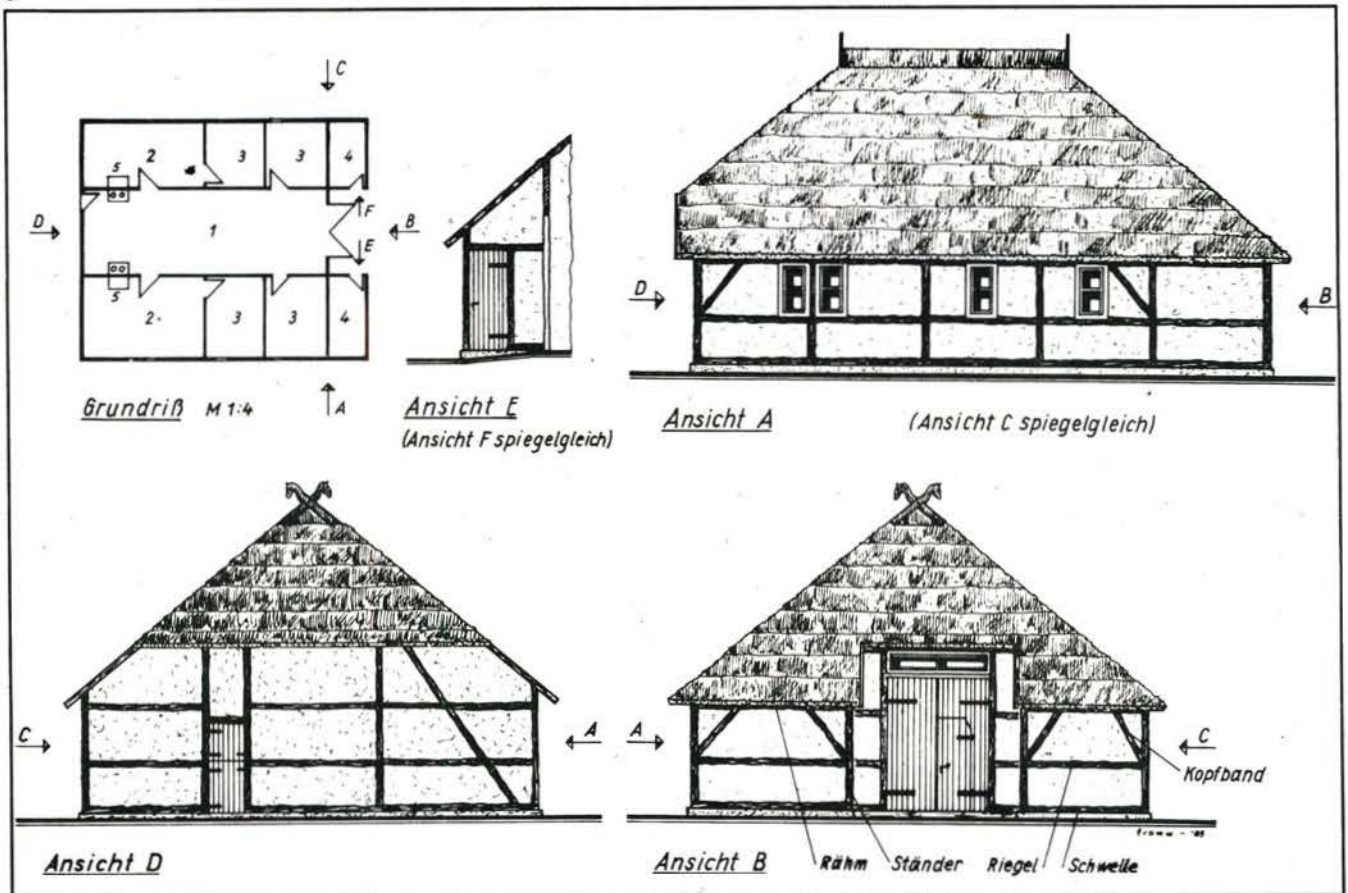 C
2
3
3
4
5
F
D
1
B
E
5
2
3
3
4
A
Grundriß M 1:4
Ansicht E
(Ansicht F spiegelgleich)
D
B
Ansicht A (Ansicht C spiegelgleich)
C
A
Ansicht D
A
C
Kopfband
Ansicht B Rähm Ständer Riegel Schwelle